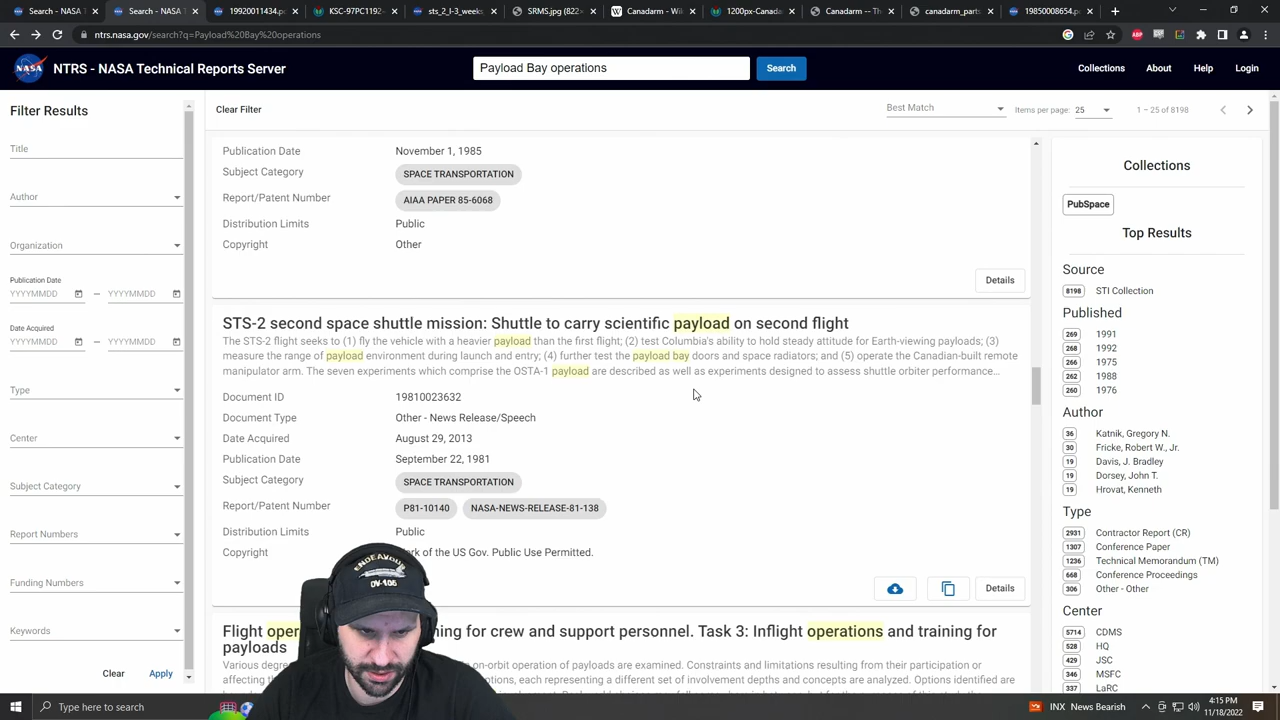 Search - NASA Rep
Search - NASA Rep
19920011434.pd
KSC-97PC1192-
sts_2_I-3_weeks-
SRMS.jpg (822×
Canadarm - Wik
1200px-Canada
Canadarm -- Th
canadarm_parts
19850008654.pd
ntrs.nasa.gov/search?q=Payload%20Bay%20operations
NASA
NTRS - NASA Technical Reports Server
Payload Bay operations
Search
Collections
About
Help
Login
Filter Results
Title
Author
Organization
Publication Date
YYYYMMDD
YYYYMMDD
Date Acquired
YYYYMMDD
YYYYMMDD
Type
Center
Subject Category
Report Numbers
Funding Numbers
Keywords
Clear
Apply
Clear Filter
Best Match
Items per page: 25
1 – 25 of 8198
Publication Date November 1, 1985
Subject Category SPACE TRANSPORTATION
Report/Patent Number AIAA PAPER 85-6068
Distribution Limits Public
Copyright Other
Details
STS-2 second space shuttle mission: Shuttle to carry scientific payload on second flight
The STS-2 flight seeks to (1) fly the vehicle with a heavier payload than the first flight; (2) test Columbia's ability to hold steady attitude for Earth-viewing payloads; (3)
measure the range of payload environment during launch and entry; (4) further test the payload bay doors and space radiators; and (5) operate the Canadian-built remote
manipulator arm. The seven experiments which comprise the OSTA-1 payload are described as well as experiments designed to assess shuttle orbiter performance...
Document ID 19810023632
Document Type Other - News Release/Speech
Date Acquired August 29, 2013
Publication Date September 22, 1981
Subject Category SPACE TRANSPORTATION
Report/Patent Number P81-10140 NASA-NEWS-RELEASE-81-138
Distribution Limits Public
Copyright rk of the US Gov. Public Use Permitted.
Details
Flight oper ning for crew and support personnel. Task 3: Inflight operations and training for
payloads
Various degre on-orbit operation of payloads are examined. Constraints and limitations resulting from their participation or
ptions, each representing a different set of involvement depths and concepts are analyzed. Options identified are
Collections
PubSpace
Top Results
Source
8198 STI Collection
Published
269 1991
268 1992
262 1975
262 1988
260 1976
Author
36 Katnik, Gregory N.
30 Fricke, Robert W., Jr.
19 Davis, J. Bradley
19 Dorsey, John T.
19 Hrovat, Kenneth
Type
2931 Contractor Report (CR)
1307 Conference Paper
1236 Technical Memorandum (TM)
668 Conference Proceedings
306 Other - Other
Center
5714 CDMS
528 HQ
429 JSC
346 MSFC
337 LaRC
ENDEAVOUR
OV-105
Type here to search
INX News Bearish
4:15 PM
11/18/2022